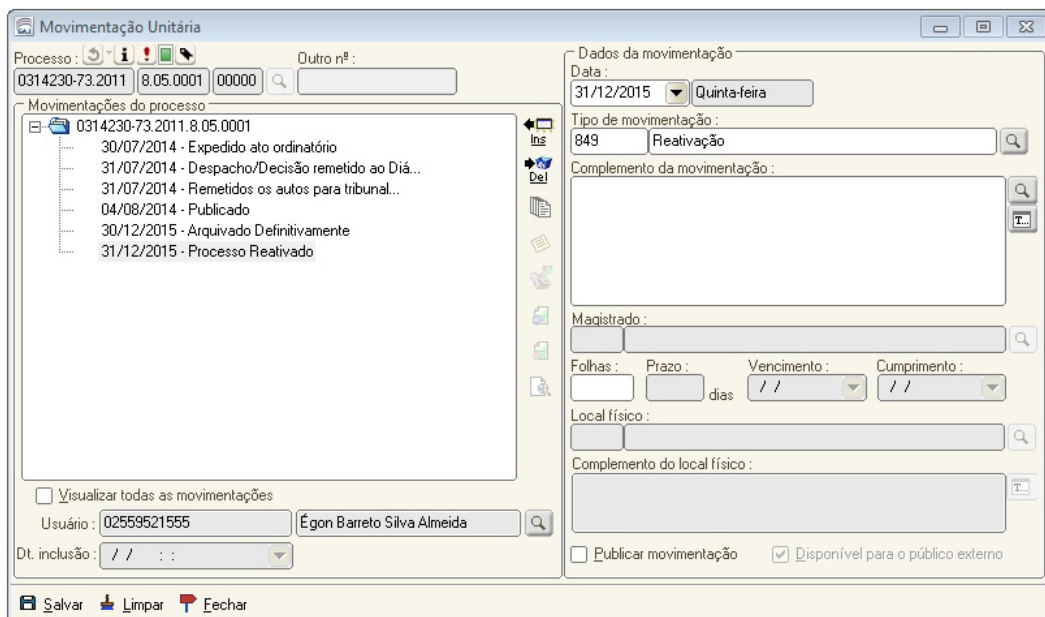 Movimentação Unitária
Processo :
Outro nº :
0314230-73.2011 8.05.0001 00000
Movimentações do processo
0314230-73.2011.8.05.0001
30/07/2014 - Expedido ato ordinatório
31/07/2014 - Despacho/Decisão remetido ao Diá...
31/07/2014 - Remetidos os autos para tribunal...
04/08/2014 - Publicado
30/12/2015 - Arquivado Definitivamente
31/12/2015 - Processo Reativado
Ins
Del
Visualizar todas as movimentações
Usuário : 02559521555 Égon Barreto Silva Almeida
Dt. inclusão : / / : :
Dados da movimentação
Data :
31/12/2015 Quinta-feira
Tipo de movimentação :
849 Reativação
Complemento da movimentação :
T...
Magistrado :
Folhas : Prazo : Vencimento : Cumprimento :
dias / / / /
Local físico :
Complemento do local físico :
T...
Publicar movimentação Disponível para o público externo
Salvar Limpar Fechar